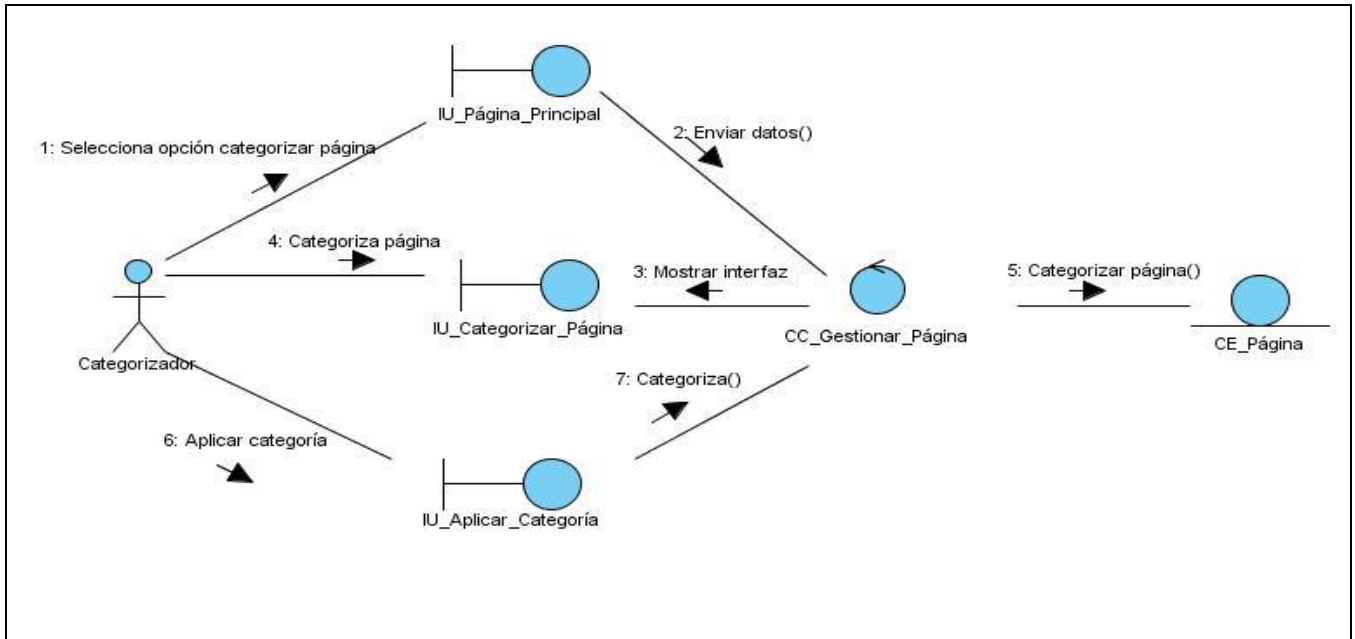 IU_Página_Principal
2: Enviar datos()
1: Selecciona opción categorizar página
4: Categoriza página
3: Mostrar interfaz
5: Categorizar página()
IU_Categorizar_Página
CC_Gestionar_Página
CE_Página
Categorizador
7: Categoriza()
6: Aplicar categoría
IU_Aplicar_Categoría